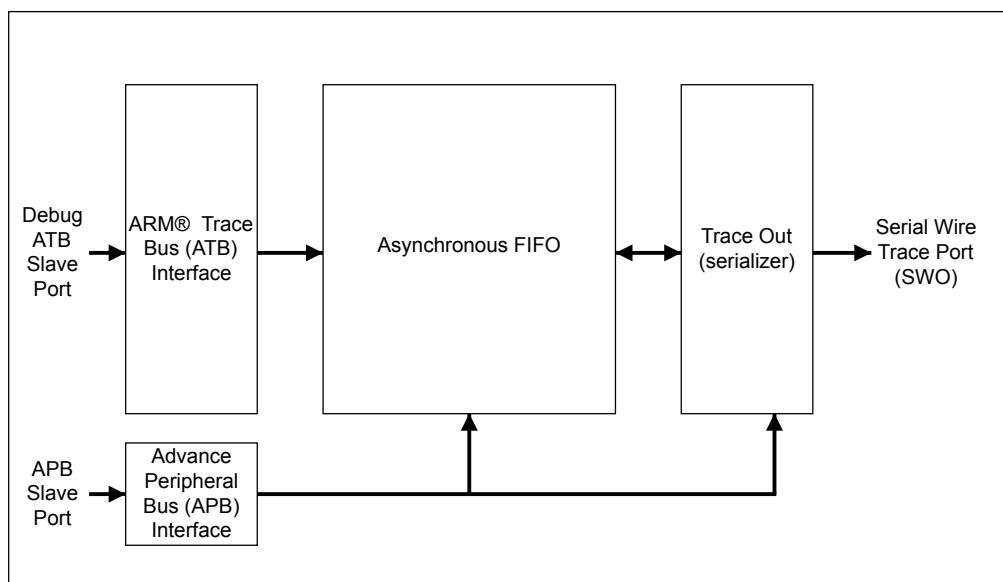 Debug
ATB
Slave
Port
ARM® Trace
Bus (ATB)
Interface
Asynchronous FIFO
Trace Out
(serializer)
Serial Wire
Trace Port
(SWO)
APB
Slave
Port
Advance
Peripheral
Bus (APB)
Interface